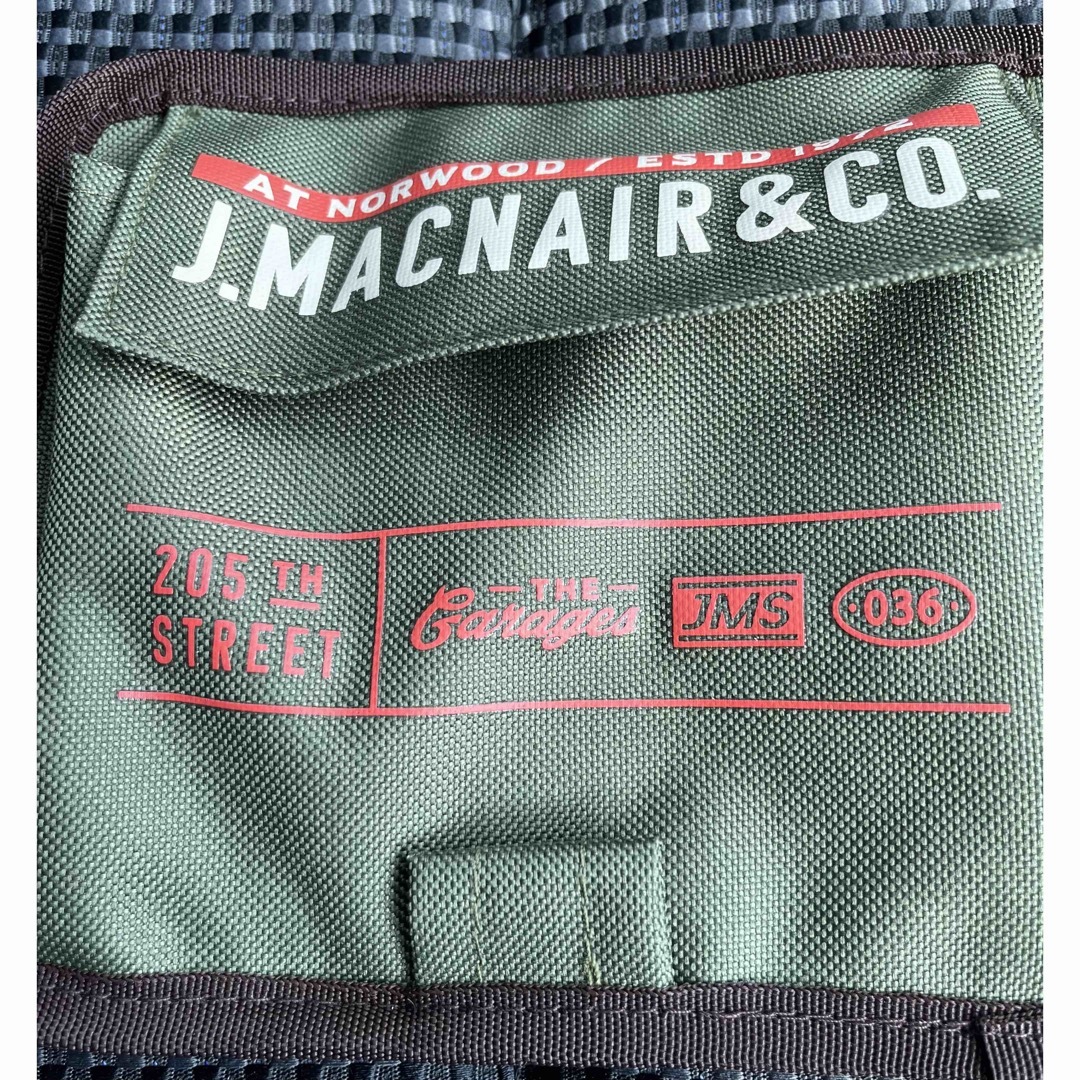 AT NORWOOD / ESTD 1972
J.MACNAIR&CO.
205 TH
STREET
-THE-
Garages
JMS
·036·